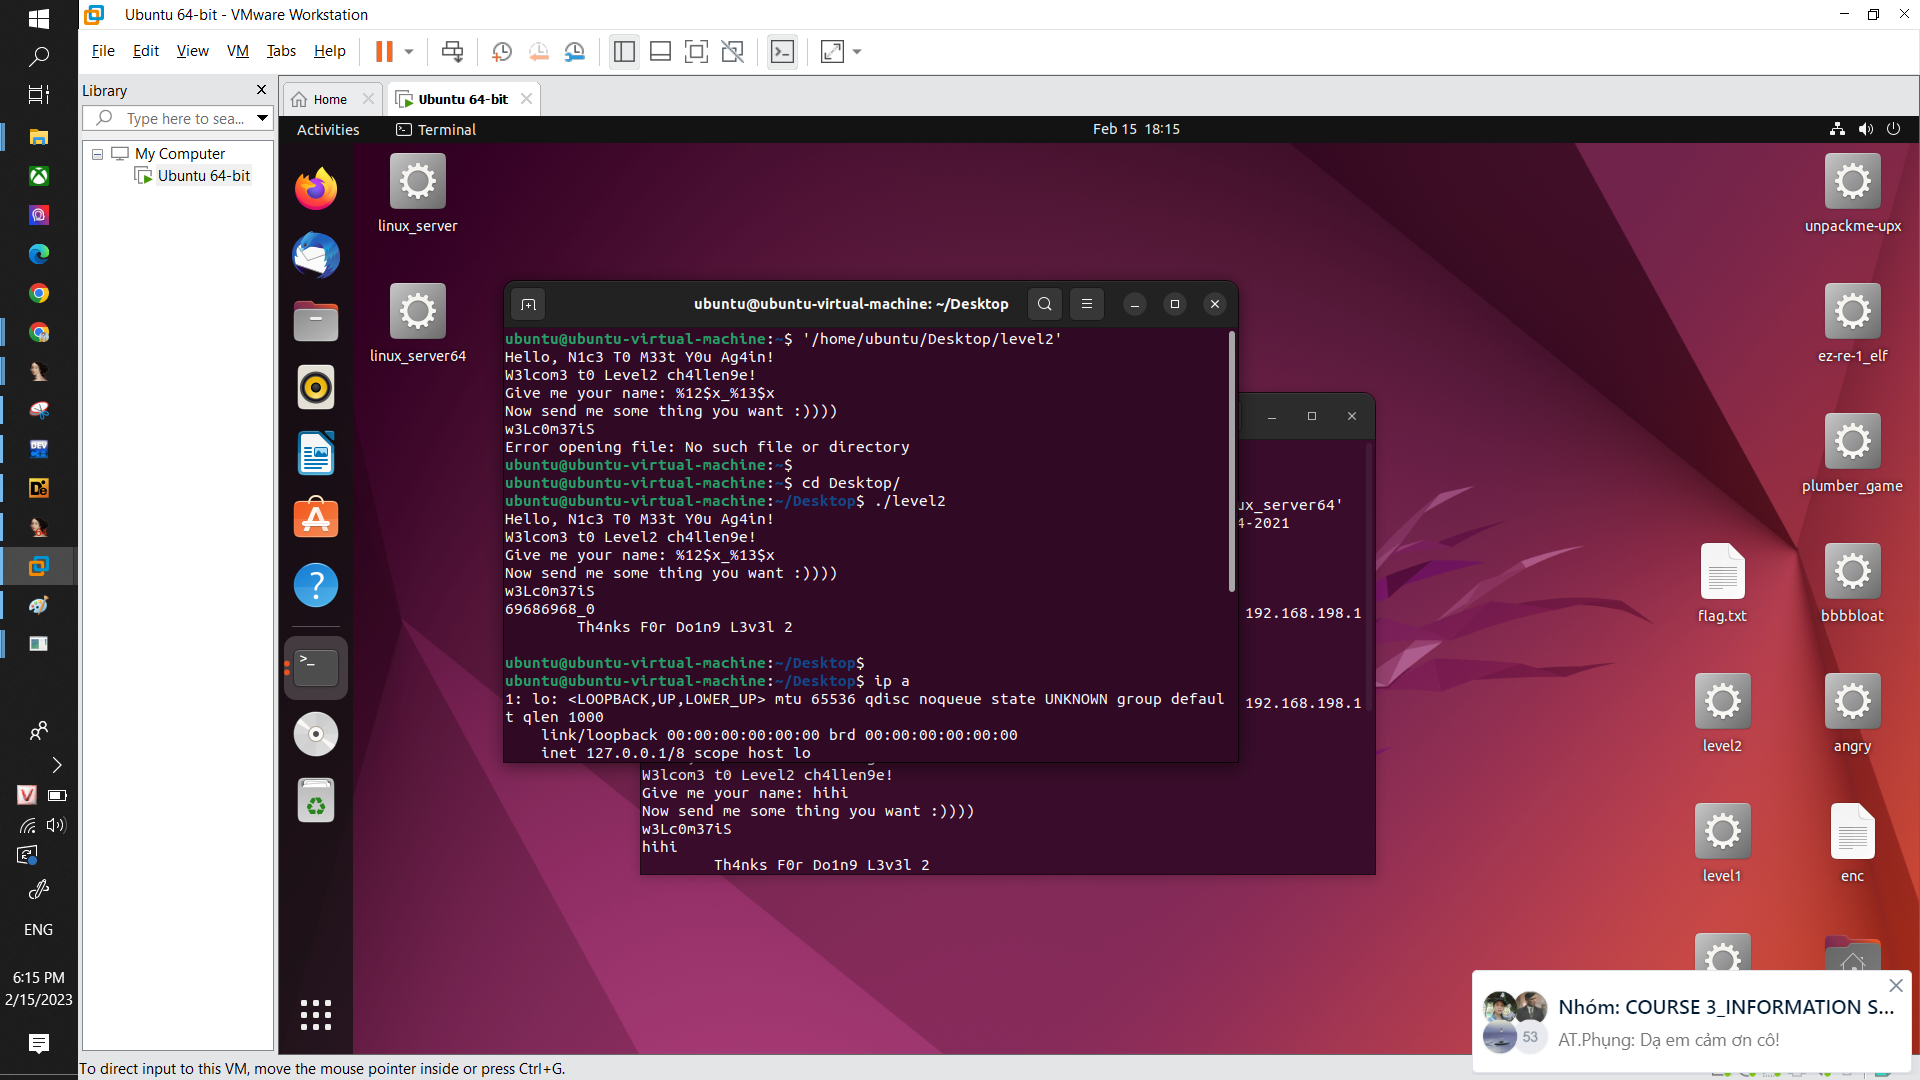 Ubuntu 64-bit - VMware Workstation
File Edit View VM Tabs Help
Library
Type here to sea...
My Computer
Ubuntu 64-bit
Home
Ubuntu 64-bit
Activities
Terminal
Feb 15 18:15
linux_server
linux_server64
unpackme-upx
ez-re-1_elf
plumber_game
flag.txt
bbbbloat
level2
angry
level1
enc
ubuntu@ubuntu-virtual-machine: ~/Desktop
ubuntu@ubuntu-virtual-machine:~$ '/home/ubuntu/Desktop/level2'
Hello, N1c3 T0 M33t Y0u Ag4in!
W3lcom3 t0 Level2 ch4llen9e!
Give me your name: %12$x_%13$x
Now send me some thing you want :))))
w3Lc0m37iS
Error opening file: No such file or directory
ubuntu@ubuntu-virtual-machine:~$
ubuntu@ubuntu-virtual-machine:~$ cd Desktop/
ubuntu@ubuntu-virtual-machine:~/Desktop$ ./level2
Hello, N1c3 T0 M33t Y0u Ag4in!
W3lcom3 t0 Level2 ch4llen9e!
Give me your name: %12$x_%13$x
Now send me some thing you want :))))
w3Lc0m37iS
69686968_0
Th4nks F0r Do1n9 L3v3l 2
ubuntu@ubuntu-virtual-machine:~/Desktop$
ubuntu@ubuntu-virtual-machine:~/Desktop$ ip a
1: lo: <LOOPBACK,UP,LOWER_UP> mtu 65536 qdisc noqueue state UNKNOWN group defaul
t qlen 1000
link/loopback 00:00:00:00:00:00 brd 00:00:00:00:00:00
inet 127.0.0.1/8 scope host lo
ux_server64'
4-2021
192.168.198.1
192.168.198.1
W3lcom3 t0 Level2 ch4llen9e!
Give me your name: hihi
Now send me some thing you want :))))
w3Lc0m37iS
hihi
Th4nks F0r Do1n9 L3v3l 2
ENG
6:15 PM
2/15/2023
53
Nhóm: COURSE 3_INFORMATION S...
AT.Phụng: Dạ em cảm ơn cô!
To direct input to this VM, move the mouse pointer inside or press Ctrl+G.